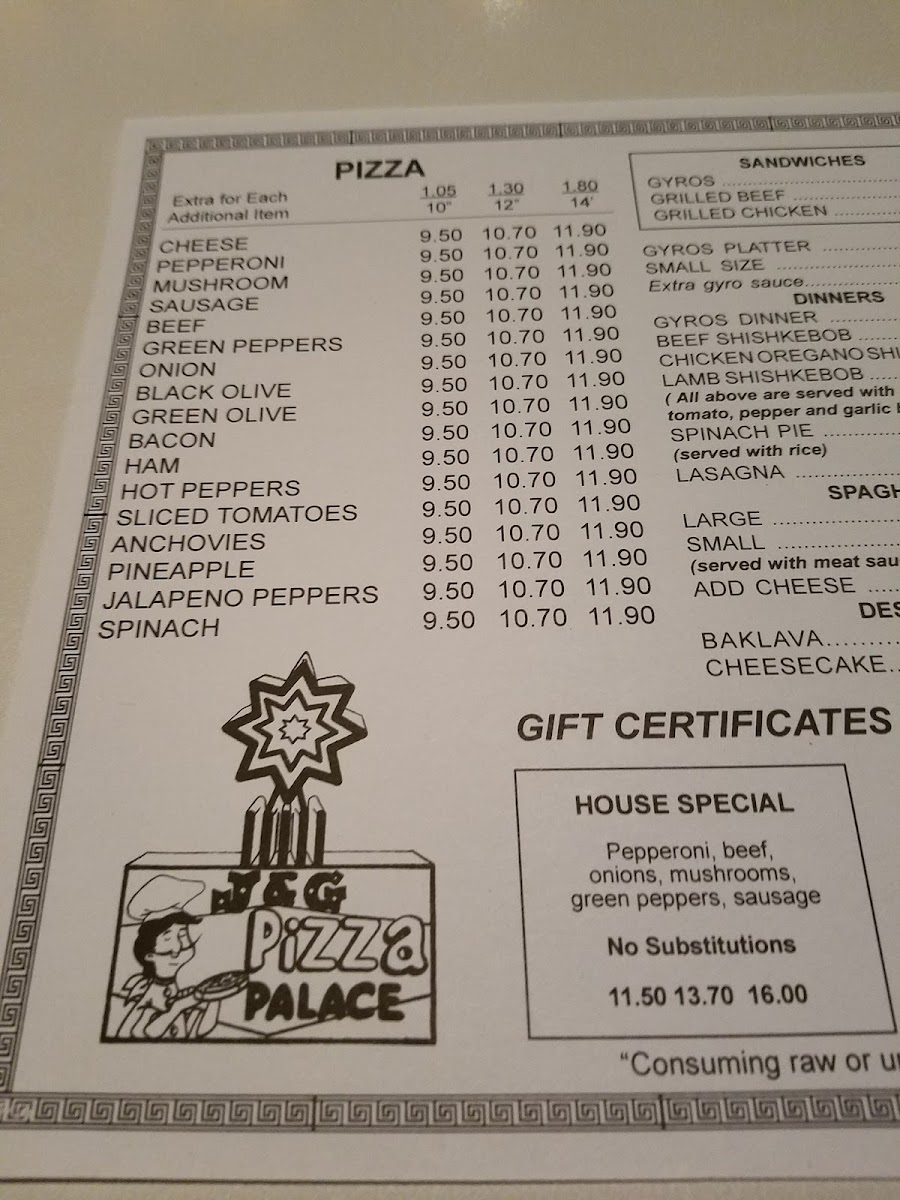 PIZZA
Extra for Each 1.05 1.30 1.80
Additional Item 10" 12" 14'
CHEESE 9.50 10.70 11.90
PEPPERONI 9.50 10.70 11.90
MUSHROOM 9.50 10.70 11.90
SAUSAGE 9.50 10.70 11.90
BEEF 9.50 10.70 11.90
GREEN PEPPERS 9.50 10.70 11.90
ONION 9.50 10.70 11.90
BLACK OLIVE 9.50 10.70 11.90
GREEN OLIVE 9.50 10.70 11.90
BACON 9.50 10.70 11.90
HAM 9.50 10.70 11.90
HOT PEPPERS 9.50 10.70 11.90
SLICED TOMATOES 9.50 10.70 11.90
ANCHOVIES 9.50 10.70 11.90
PINEAPPLE 9.50 10.70 11.90
JALAPENO PEPPERS 9.50 10.70 11.90
SPINACH 9.50 10.70 11.90
J & G
Pizza
PALACE
SANDWICHES
GYROS
GRILLED BEEF
GRILLED CHICKEN
GYROS PLATTER
SMALL SIZE
Extra gyro sauce
DINNERS
GYROS DINNER
BEEF SHISHKEBOB
CHICKEN OREGANO SHI
LAMB SHISHKEBOB
( All above are served with
tomato, pepper and garlic
SPINACH PIE
(served with rice)
LASAGNA
SPAGH
LARGE
SMALL
(served with meat sau
ADD CHEESE
DES
BAKLAVA
CHEESECAKE
GIFT CERTIFICATES
HOUSE SPECIAL
Pepperoni, beef,
onions, mushrooms,
green peppers, sausage
No Substitutions
11.50 13.70 16.00
“Consuming raw or u